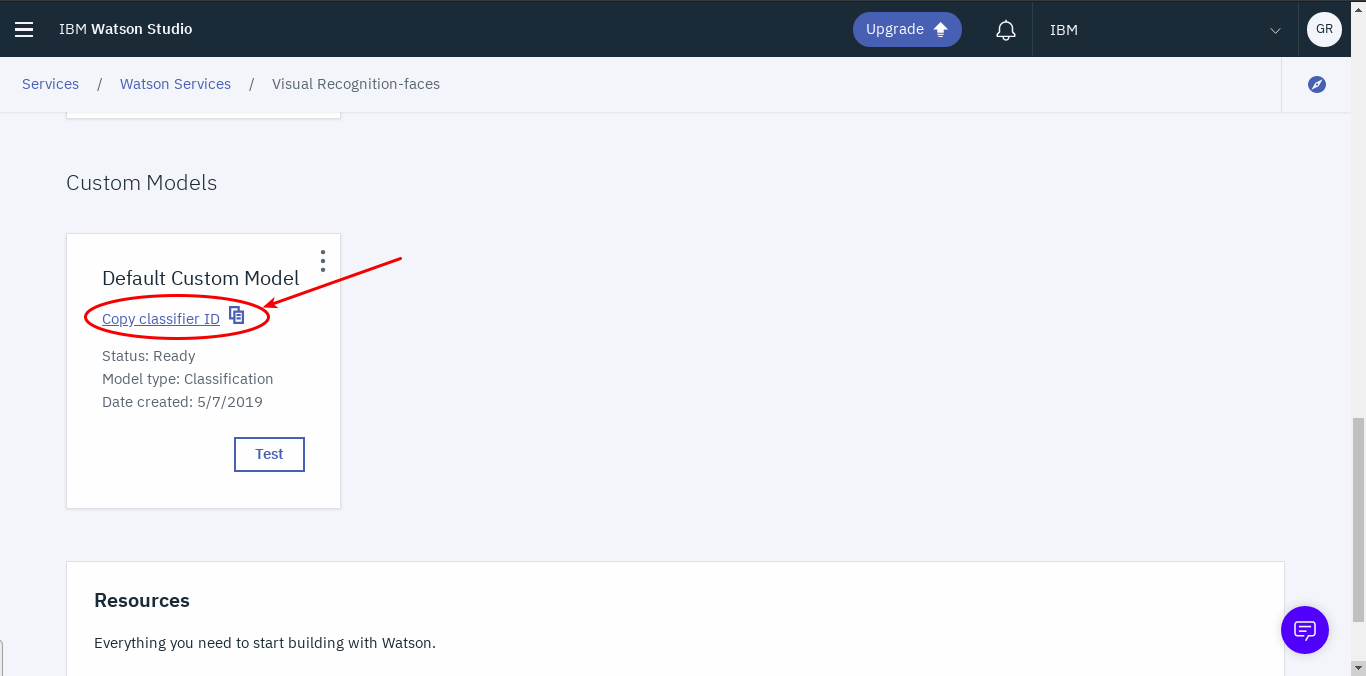 IBM Watson Studio
Upgrade
IBM
GR
Services / Watson Services / Visual Recognition-faces
Custom Models
Default Custom Model
Copy classifier ID
Status: Ready
Model type: Classification
Date created: 5/7/2019
Test
Resources
Everything you need to start building with Watson.